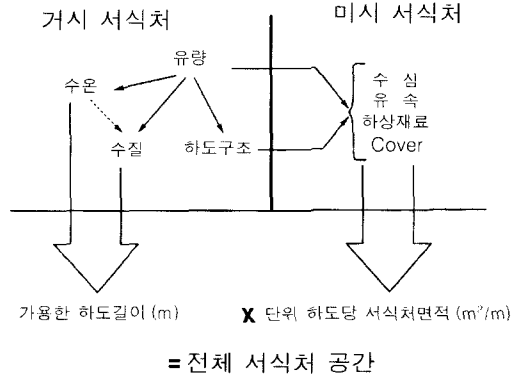 거시 서식처
미시 서식처
유량
수온
수질
하도구조
수 심
유 속
하상재료
Cover
가용한 하도길이 (m)
X 단위 하도당 서식처면적 (m²/m)
=전체 서식처 공간